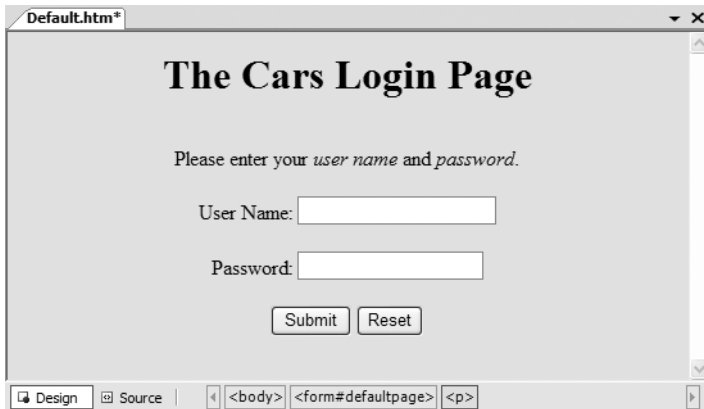 Default.htm*
The Cars Login Page
Please enter your user name and password.
User Name:
Password:
Submit Reset
Design Source <body> <form#defaultpage> <p>